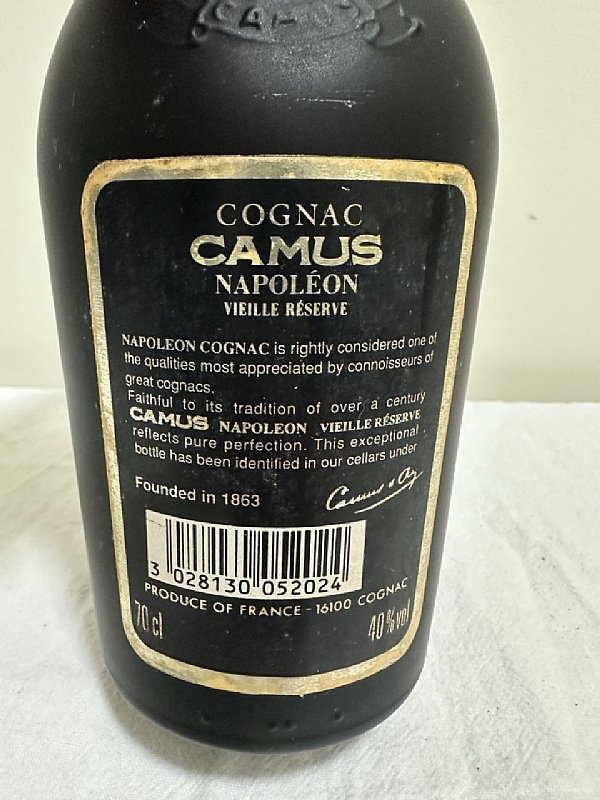 CAMUS
COGNAC
CAMUS
NAPOLÉON
VIEILLE RÉSERVE
NAPOLEON COGNAC is rightly considered one of
the qualities most appreciated by connoisseurs of
great cognacs.
Faithful to its tradition of over a century
CAMUS NAPOLEON VIEILLE RÉSERVE
reflects pure perfection. This exceptional
bottle has been identified in our cellars under
Founded in 1863
Camus & Cie
3 028130 052024
PRODUCE OF FRANCE - 16100 COGNAC
70 cl
40% vol